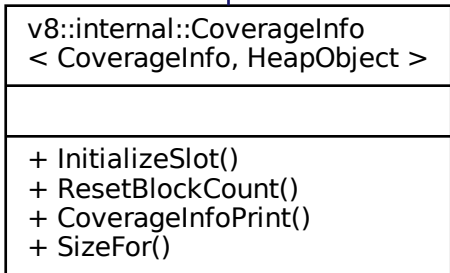 v8::internal::CoverageInfo
< CoverageInfo, HeapObject >
+ InitializeSlot()
+ ResetBlockCount()
+ CoverageInfoPrint()
+ SizeFor()